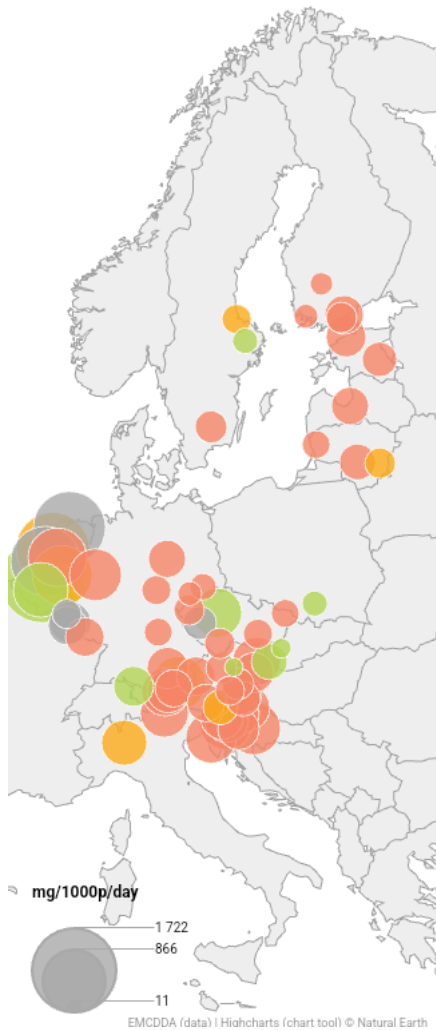 mg/1000p/day
1 722
866
11
EMCDDA (data) | Highcharts (chart tool) © Natural Earth